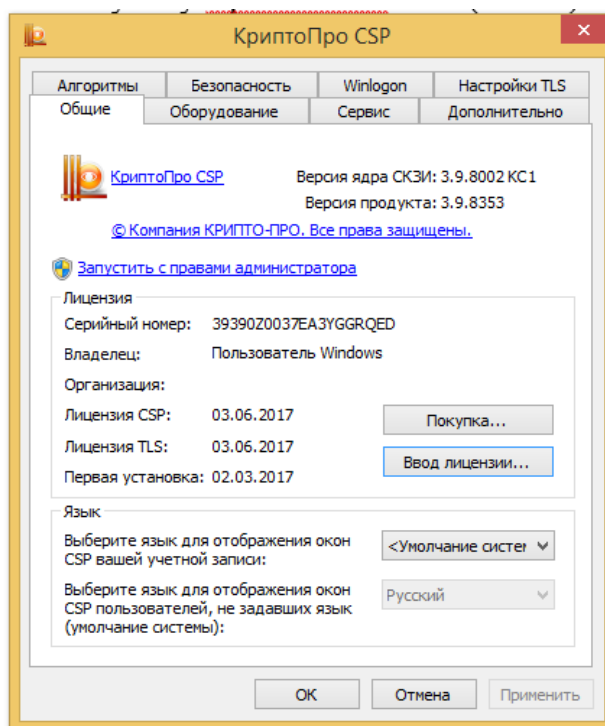 КриптоПро CSP
Алгоритмы Безопасность Winlogon Настройки TLS
Общие Оборудование Сервис Дополнительно
КриптоПро CSP Версия ядра СКЗИ: 3.9.8002 КС1
Версия продукта: 3.9.8353
© Компания КРИПТО-ПРО. Все права защищены.
Запустить с правами администратора
Лицензия
Серийный номер: 39390Z0037EA3YGGRQED
Владелец: Пользователь Windows
Организация:
Лицензия CSP: 03.06.2017 Покупка...
Лицензия TLS: 03.06.2017 Ввод лицензии...
Первая установка: 02.03.2017
Язык
Выберите язык для отображения окон
CSP вашей учетной записи: <Умолчание систег
Выберите язык для отображения окон
CSP пользователей, не задавших язык
(умолчание системы): Русский
ОК Отмена Применить